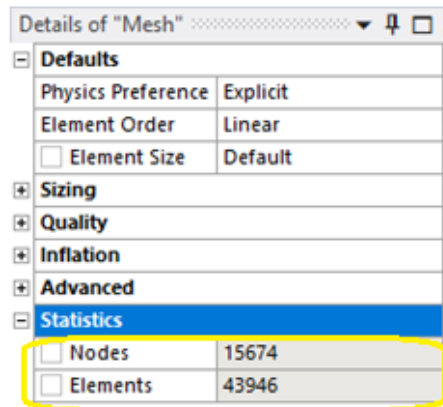 Details of "Mesh"
Defaults
Physics Preference Explicit
Element Order Linear
Element Size Default
Sizing
Quality
Inflation
Advanced
Statistics
Nodes 15674
Elements 43946